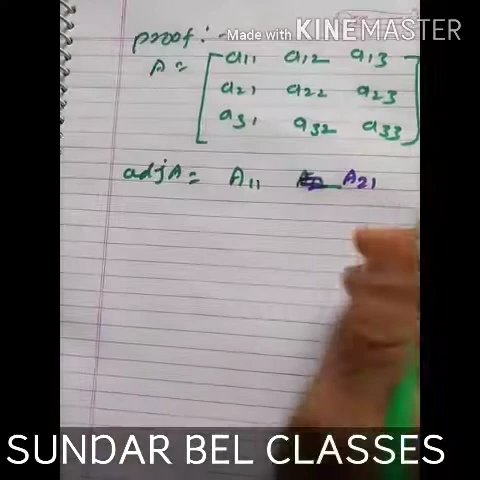 Made with KINEMASTER
proof :-
A = a11 a12 a13
a21 a22 a23
a31 a32 a33
adjA = A11 A21
SUNDAR BEL CLASSES